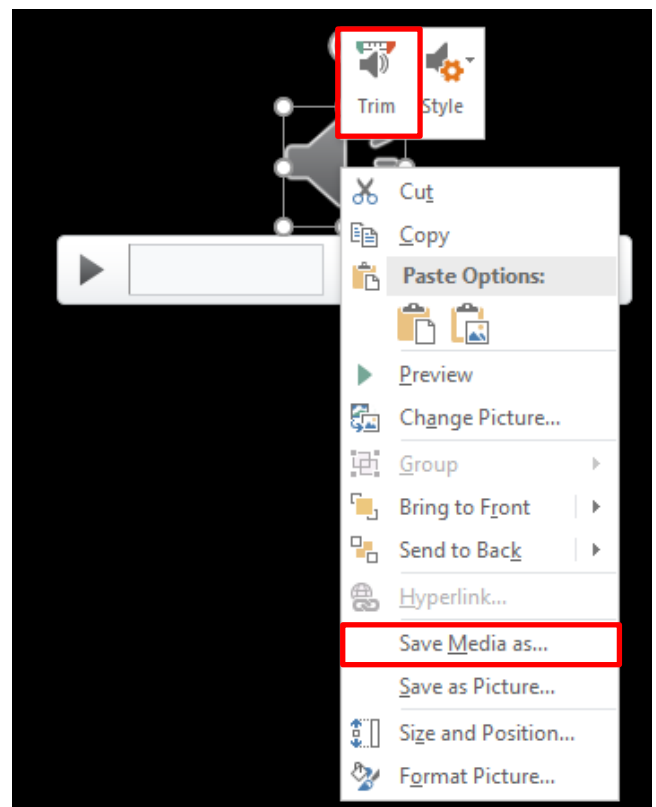 Trim
Style
Cut
Copy
Paste Options:
Preview
Change Picture...
Group
Bring to Front
Send to Back
Hyperlink...
Save Media as...
Save as Picture...
Size and Position...
Format Picture...